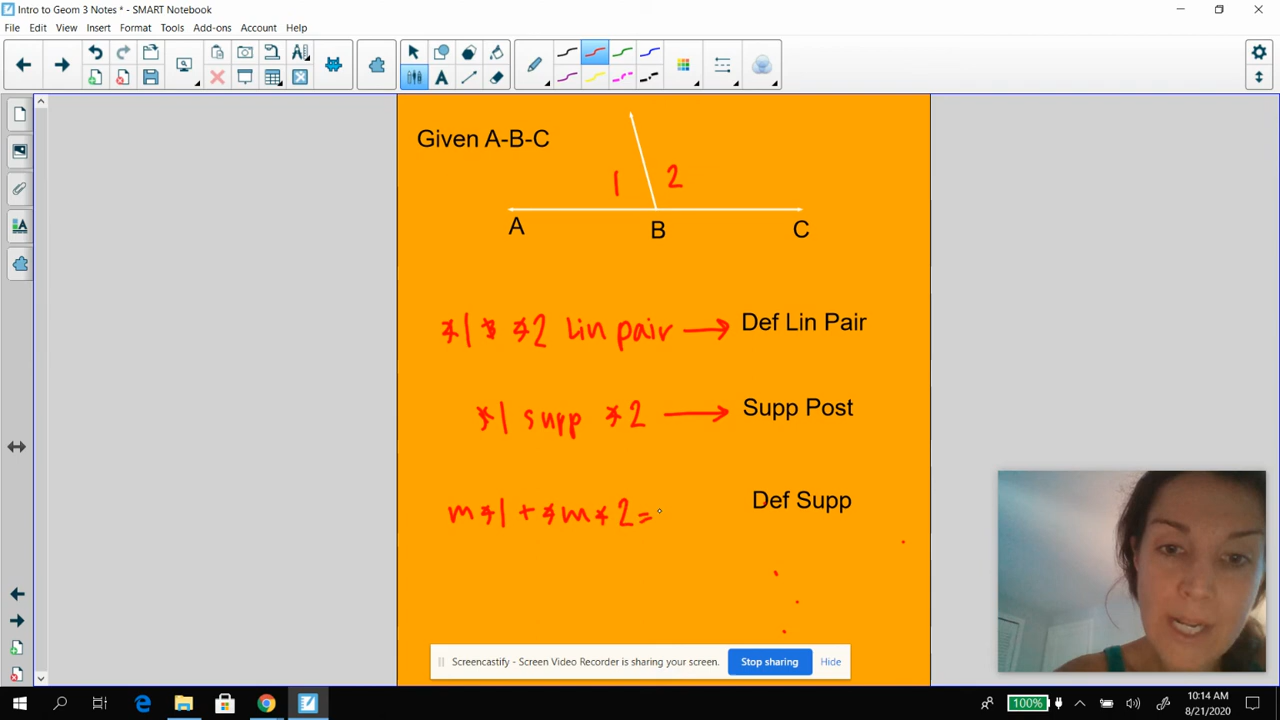 Intro to Geom 3 Notes * - SMART Notebook
File Edit View Insert Format Tools Add-ons Account Help
Given A-B-C
1 2
A B C
∡1 & ∡2 lin pair → Def Lin Pair
∡1 supp ∡2 → Supp Post
m∡1 + ∡m∡2 = Def Supp
Screencastify - Screen Video Recorder is sharing your screen. Stop sharing Hide
100%
10:14 AM
8/21/2020